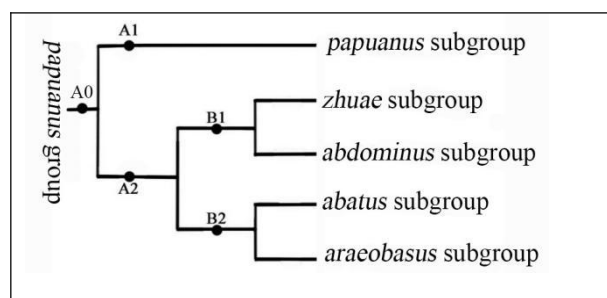 papuanus group
A0
A1
papuanus subgroup
zhuae subgroup
B1
abdominus subgroup
A2
abatus subgroup
B2
araeobasus subgroup